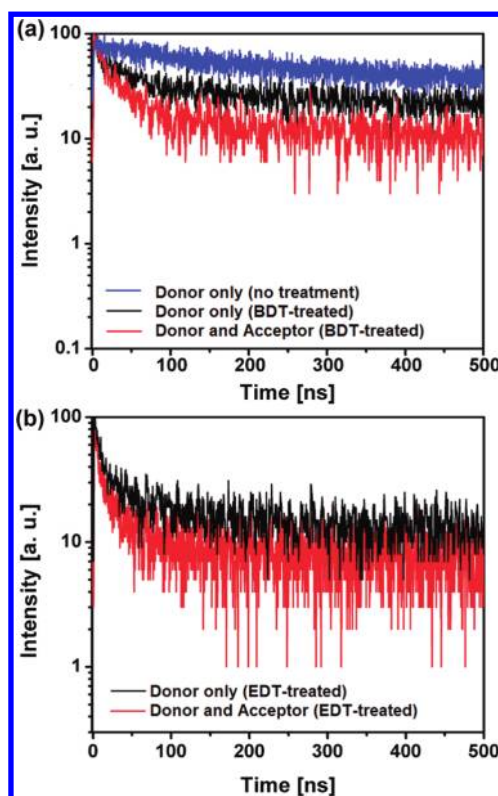 (a)
100
10
1
0.1
Intensity [a. u.]
Donor only (no treatment)
Donor only (BDT-treated)
Donor and Acceptor (BDT-treated)
0 100 200 300 400 500
Time [ns]
(b)
100
10
1
Intensity [a. u.]
Donor only (EDT-treated)
Donor and Acceptor (EDT-treated)
0 100 200 300 400 500
Time [ns]